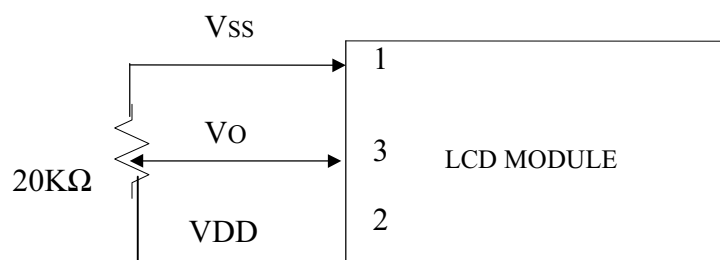 VSS
1
VO
3
LCD MODULE
20KΩ
VDD
2